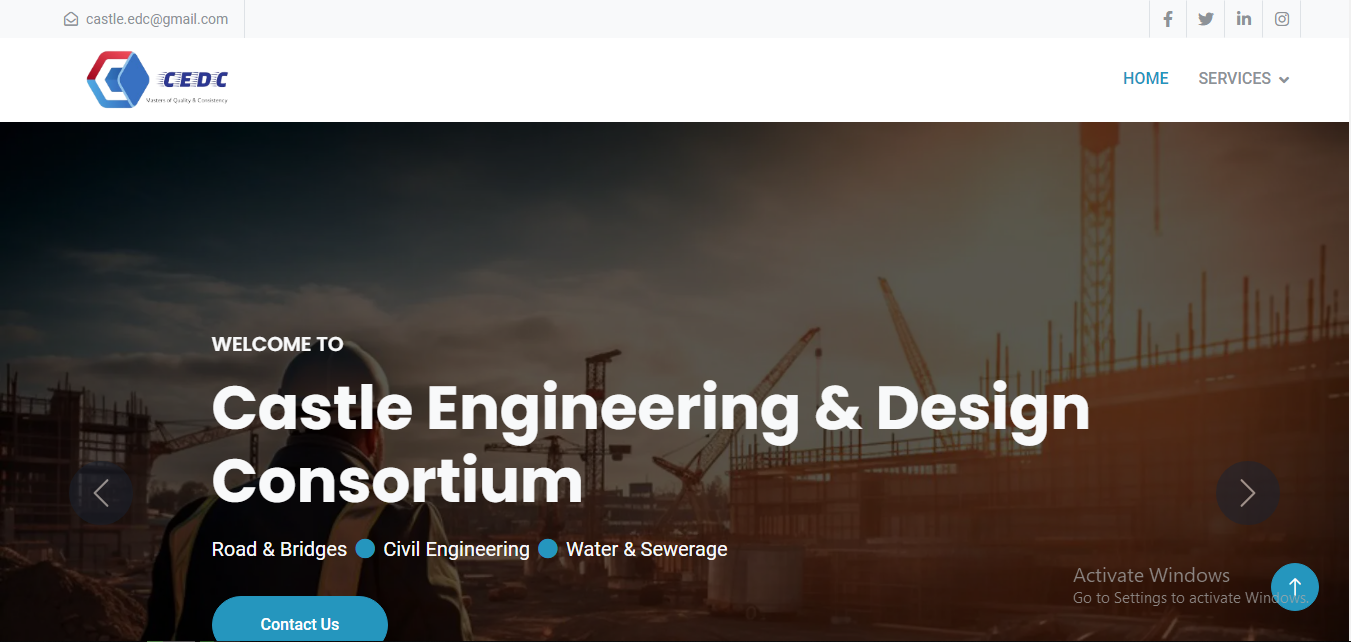 castle.edc@gmail.com
CEDC
Masters of Quality & Consistency
HOME
SERVICES
WELCOME TO
Castle Engineering & Design
Consortium
Road & Bridges
Civil Engineering
Water & Sewerage
Contact Us
Activate Windows
Go to Settings to activate Windows.